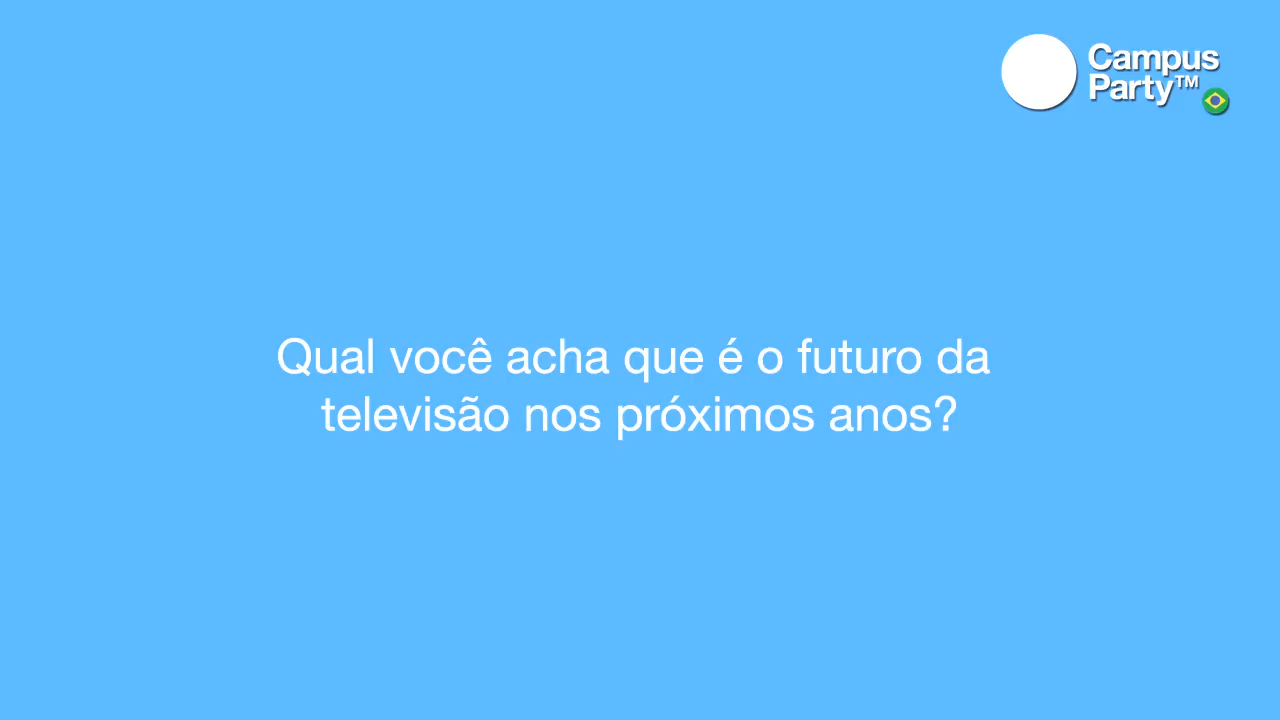 Campus
Party™
Qual você acha que é o futuro da
televisão nos próximos anos?